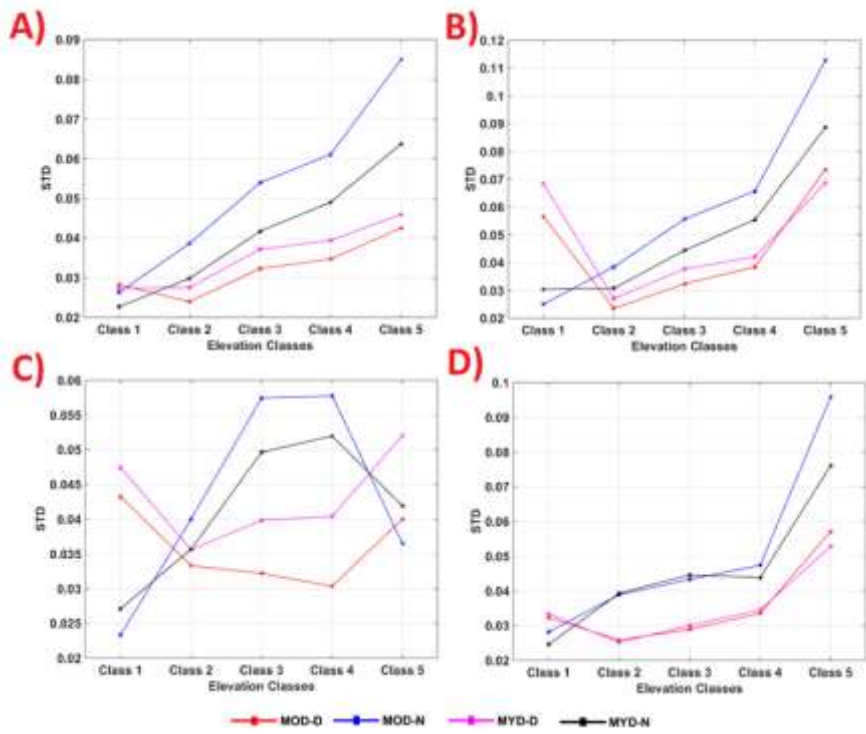 A)
0.09
0.08
0.07
0.06
0.05
0.04
0.03
0.02
STD
Class 1 Class 2 Class 3 Class 4 Class 5
Elevation Classes
B)
0.12
0.11
0.1
0.09
0.08
0.07
0.06
0.05
0.04
0.03
0.02
STD
Class 1 Class 2 Class 3 Class 4 Class 5
Elevation Classes
C)
0.06
0.055
0.05
0.045
0.04
0.035
0.03
0.025
0.02
STD
Class 1 Class 2 Class 3 Class 4 Class 5
Elevation Classes
D)
0.1
0.09
0.08
0.07
0.06
0.05
0.04
0.03
0.02
STD
Class 1 Class 2 Class 3 Class 4 Class 5
Elevation Classes
MOD-D MOD-N MYD-D MYD-N